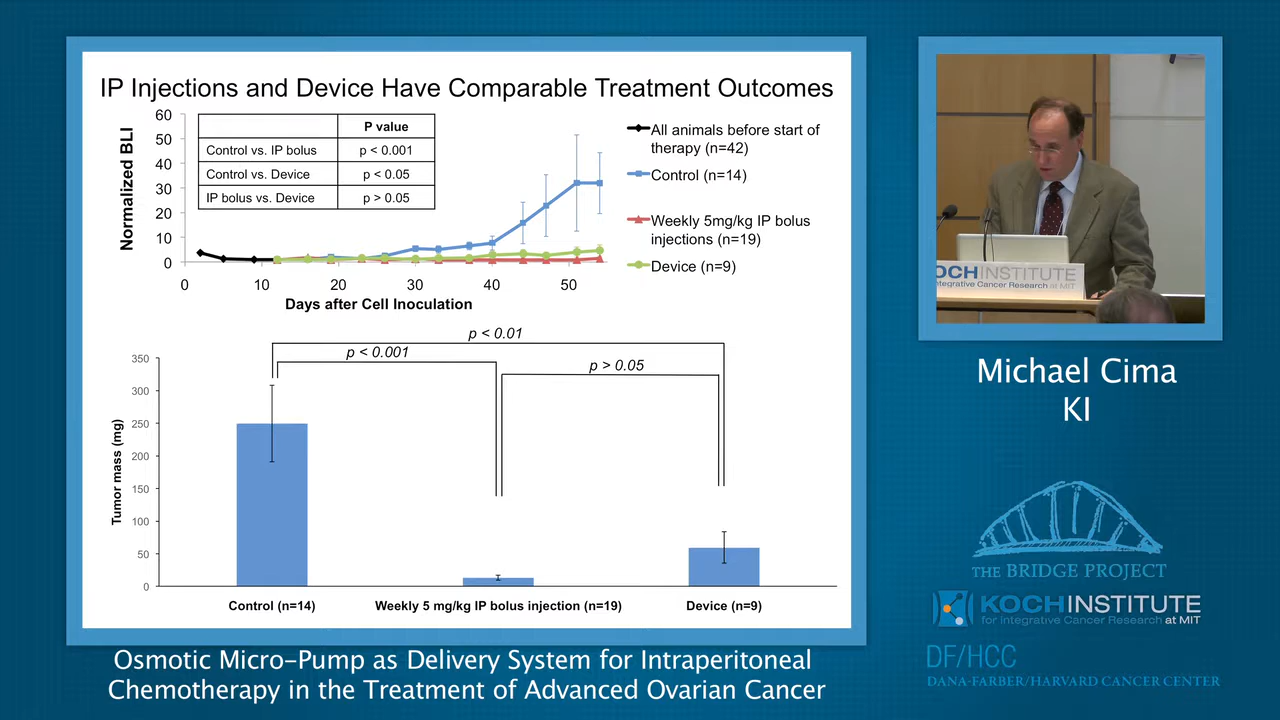 IP Injections and Device Have Comparable Treatment Outcomes
Normalized BLI
60
50
40
30
20
10
0
P value
Control vs. IP bolus p < 0.001
Control vs. Device p < 0.05
IP bolus vs. Device p > 0.05
All animals before start of
therapy (n=42)
Control (n=14)
Weekly 5mg/kg IP bolus
injections (n=19)
Device (n=9)
0 10 20 30 40 50
Days after Cell Inoculation
p < 0.01
p < 0.001
p > 0.05
Tumor mass (mg)
350
300
250
200
150
100
50
0
Control (n=14) Weekly 5 mg/kg IP bolus injection (n=19) Device (n=9)
Osmotic Micro-Pump as Delivery System for Intraperitoneal
Chemotherapy in the Treatment of Advanced Ovarian Cancer
OCH INSTITUTE
ntegrative Cancer Research at MIT
Michael Cima
KI
THE BRIDGE PROJECT
KOCH INSTITUTE
for Integrative Cancer Research at MIT
DF/HCC
DANA-FARBER/HARVARD CANCER CENTER